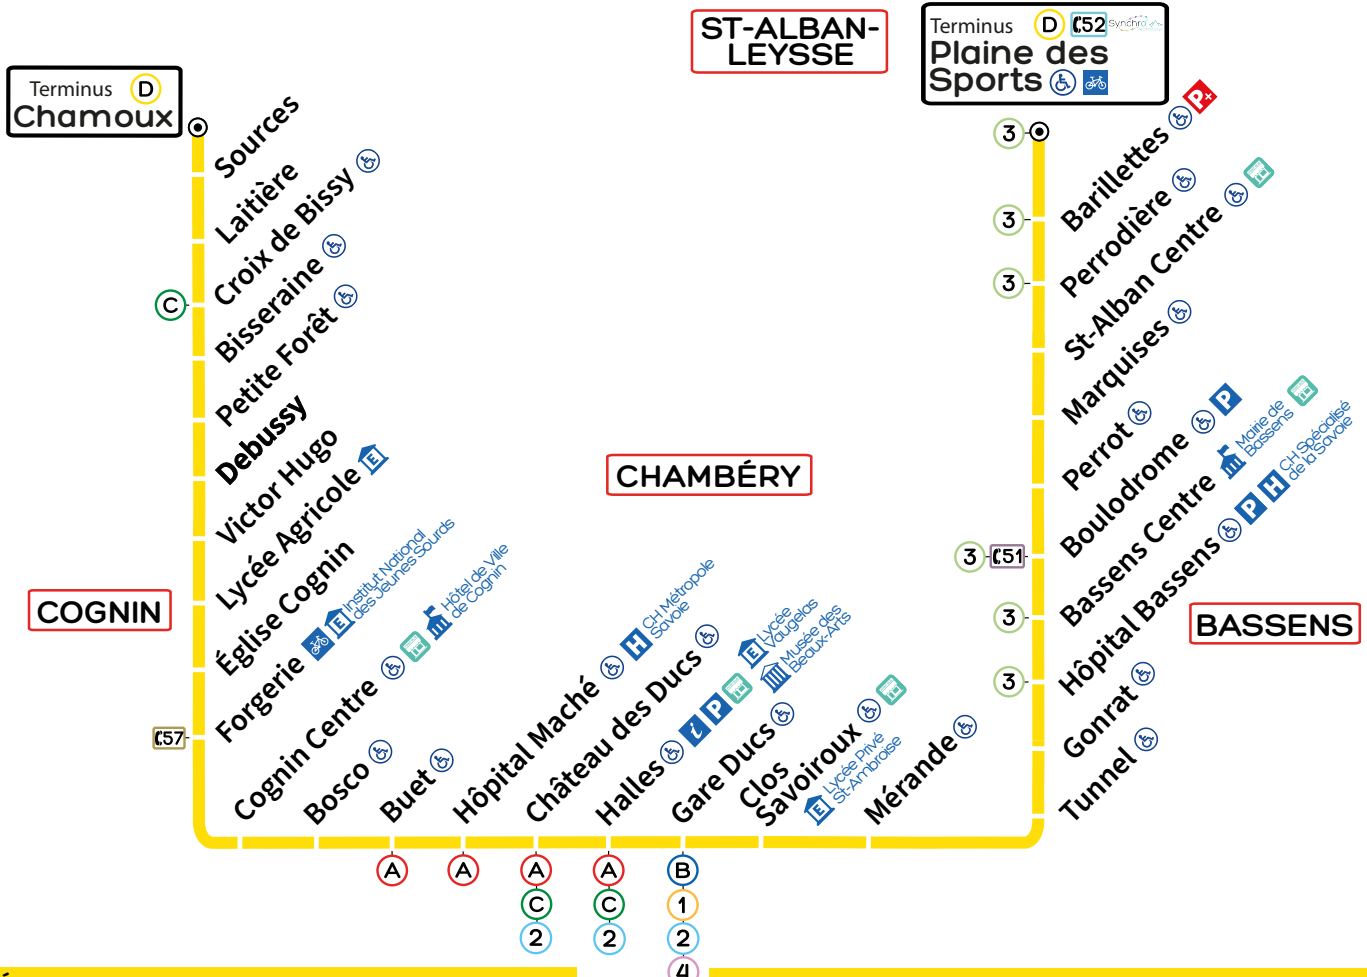 Terminus D
Chamoux
Sources
Laitière
Croix de Bissy
C
Bisseraine
Petite Forêt
Debussy
Victor Hugo
Lycée Agricole E
Église Cognin
Forgerie E Institut National
des Jeunes Sourds
C57
COGNIN
Cognin Centre Hôtel de Ville
de Cognin
Bosco
Buet
A
Hôpital Maché H CH Métropole
Savoie
A
Château des Ducs
A
C
2
Halles i P E Lycée
Vaugelas
Musée des
Beaux-Arts
A
C
2
Gare Ducs
B
1
2
4
Clos
Savoiroux
E Lycée Privé
St-Ambroise
Mérande
CHAMBÉRY
ST-ALBAN-
LEYSSE
Terminus D 52 Synchro
Plaine des
Sports
3
Barillettes P+
3
Perrodière
3
St-Alban Centre
Marquises
Perrot
Boulodrome P
3 51
Bassens Centre Mairie de
Bassens
3
Hôpital Bassens P H CH Spécialisé
de la Savoie
3
Gonrat
Tunnel
BASSENS